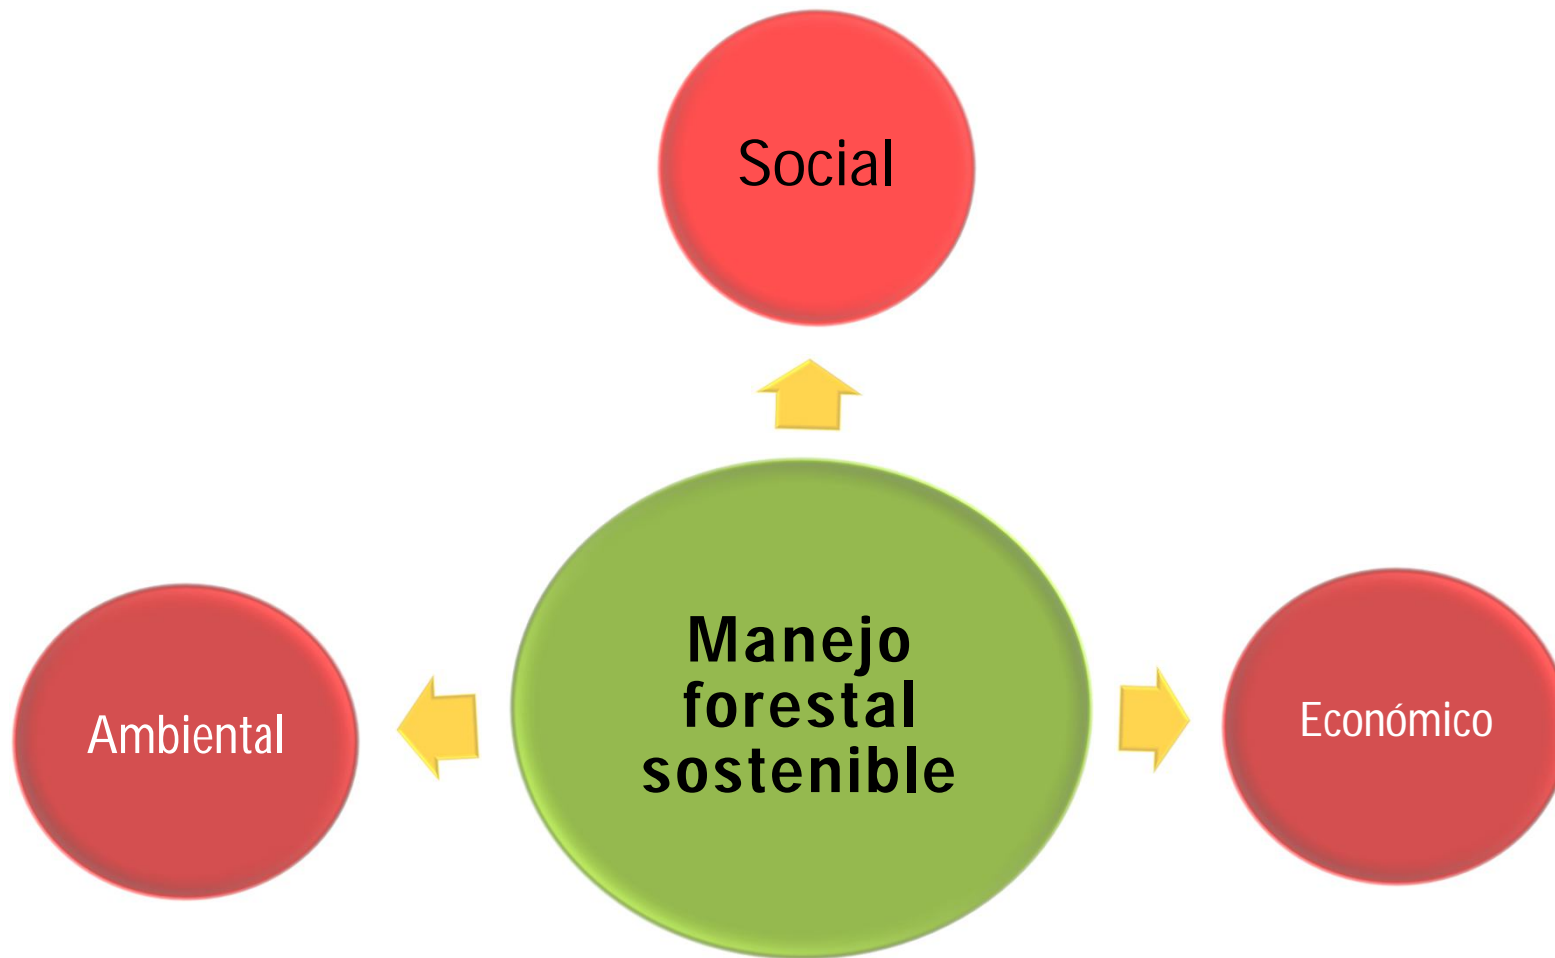 Social
Manejo
forestal
sostenible
Ambiental
Económico